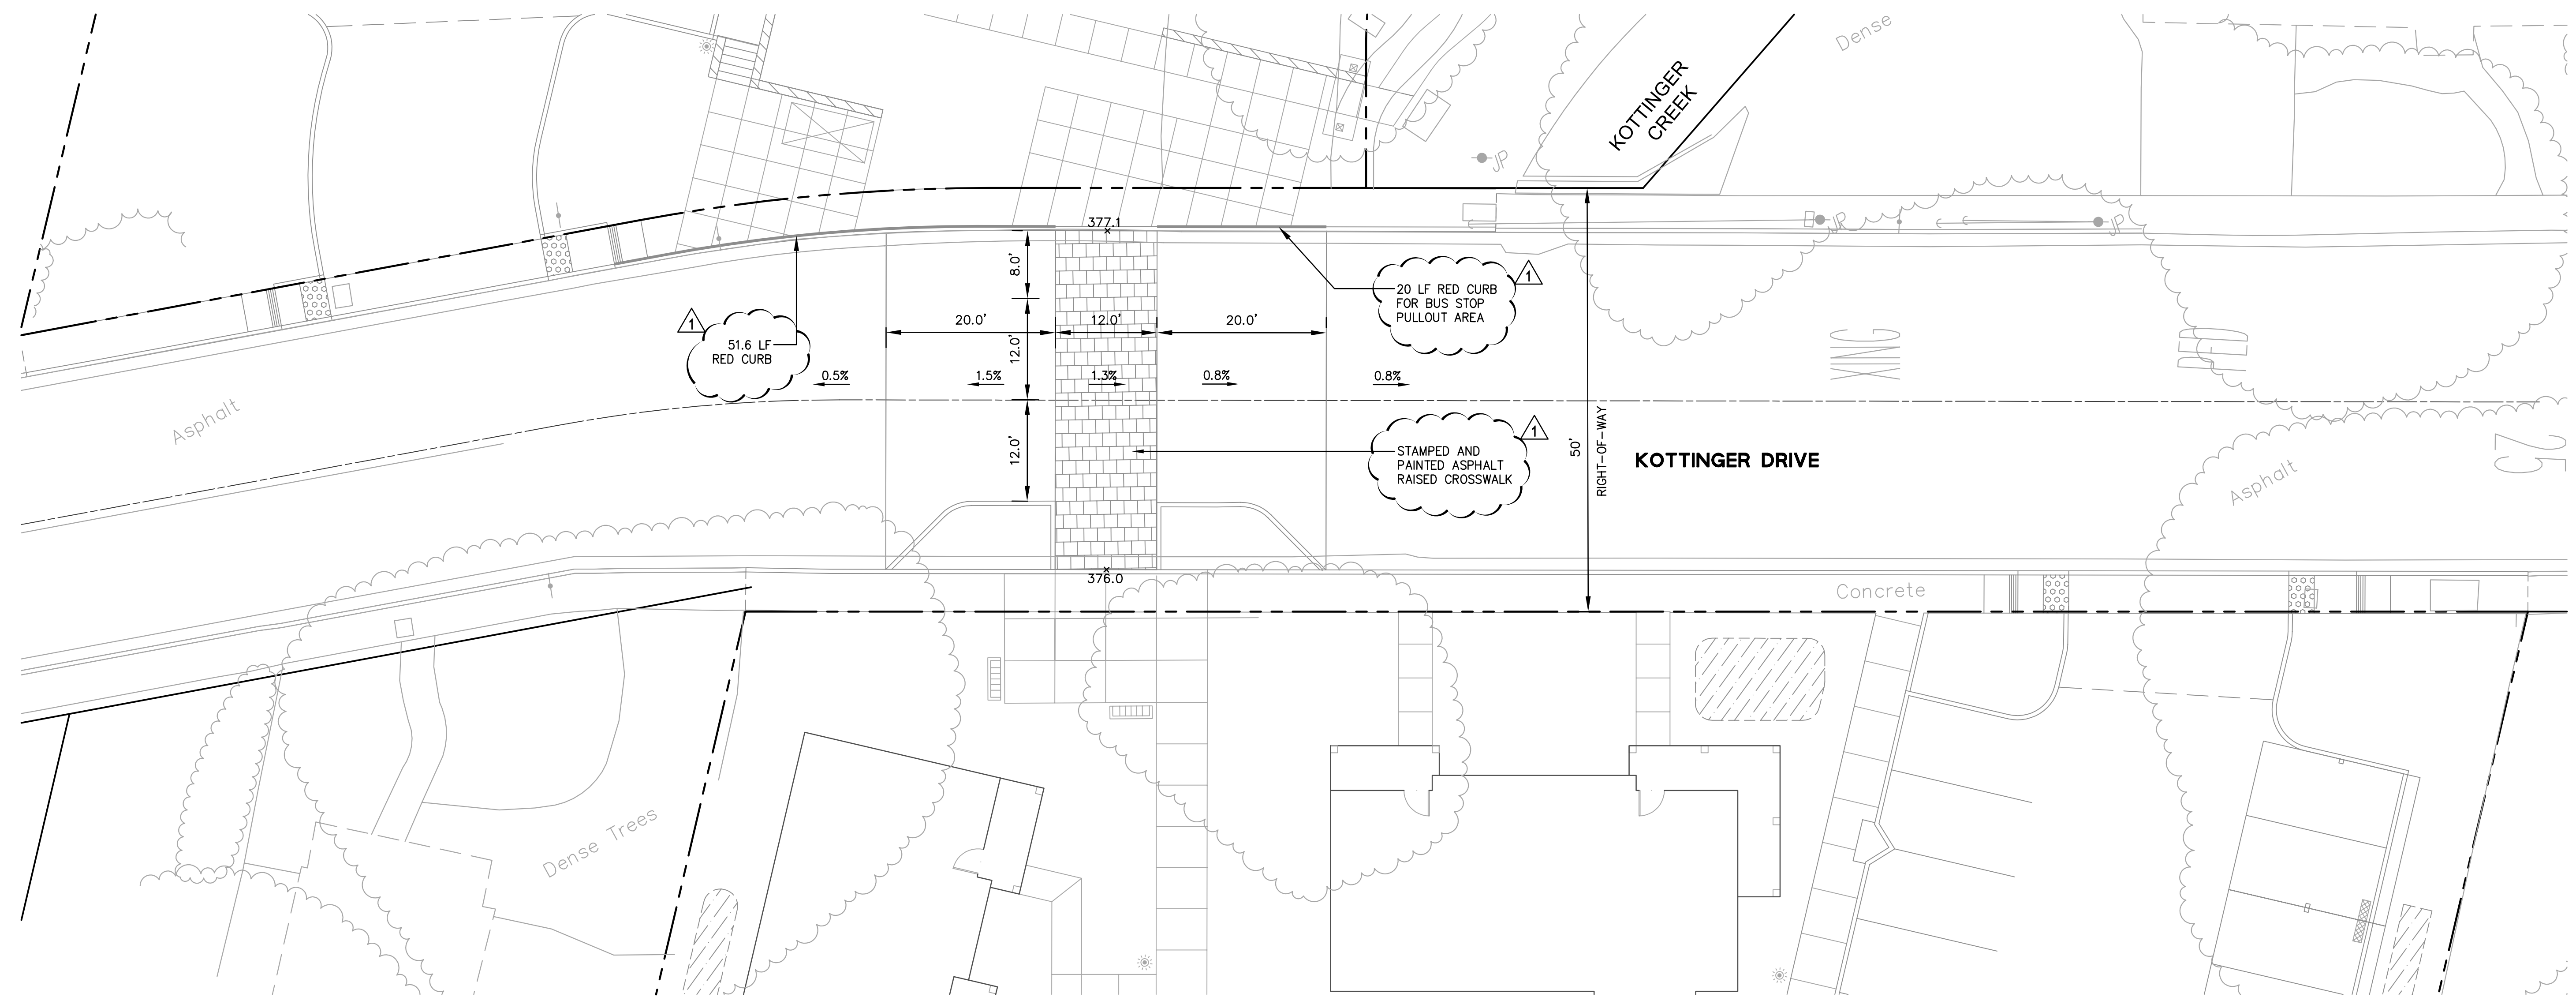 Dense
KOTTINGER
CREEK
JP
JP
JP
377.1
8.0'
20 LF RED CURB
FOR BUS STOP
PULLOUT AREA
1
1
51.6 LF
RED CURB
20.0'
12.0'
20.0'
12.0'
0.5%
1.5%
1.3%
0.8%
0.8%
XING
PED
Asphalt
12.0'
STAMPED AND
PAINTED ASPHALT
RAISED CROSSWALK
1
50'
RIGHT-OF-WAY
KOTTINGER DRIVE
Asphalt
25
376.0
Concrete
Dense Trees